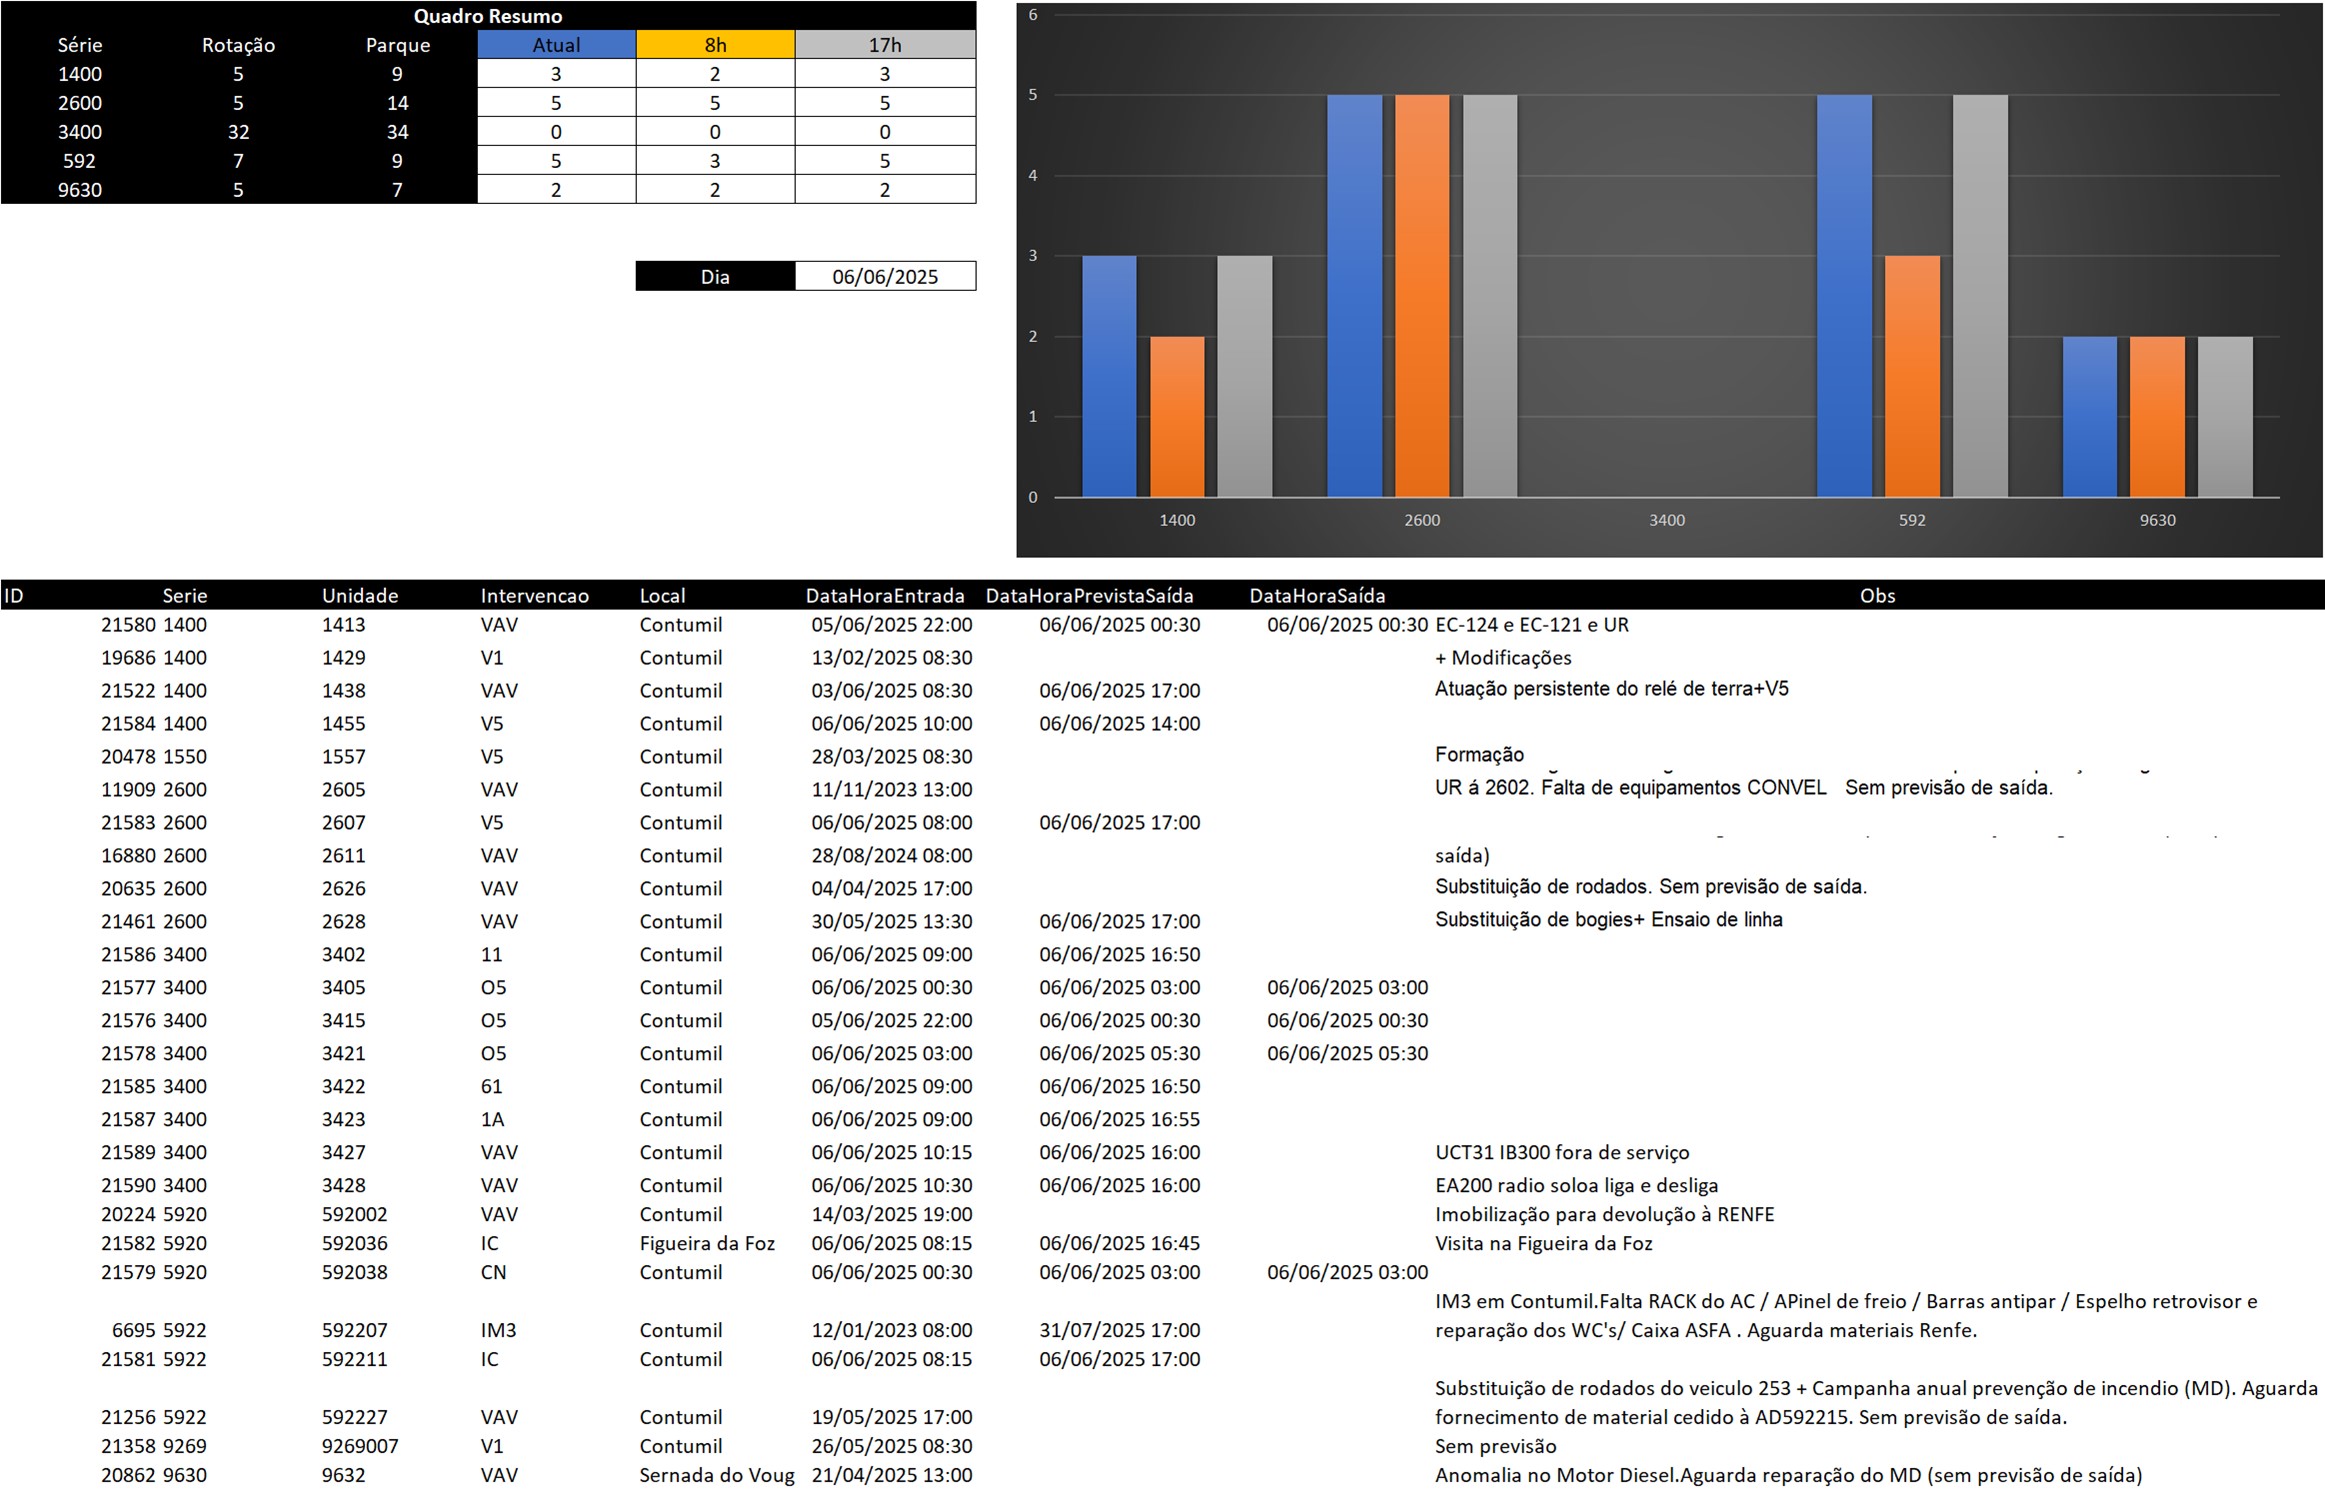 Quadro Resumo
Série Rotação Parque Atual 8h 17h
1400 5 9 3 2 3
2600 5 14 5 5 5
3400 32 34 0 0 0
592 7 9 5 3 5
9630 5 7 2 2 2
Dia 06/06/2025
6
5
4
3
2
1
0
1400 2600 3400 592 9630
ID Serie Unidade Intervencao Local DataHoraEntrada DataHoraPrevistaSaída DataHoraSaída Obs
21580 1400 1413 VAV Contumil 05/06/2025 22:00 06/06/2025 00:30 06/06/2025 00:30 EC-124 e EC-121 e UR
19686 1400 1429 V1 Contumil 13/02/2025 08:30 + Modificações
21522 1400 1438 VAV Contumil 03/06/2025 08:30 06/06/2025 17:00 Atuação persistente do relé de terra+V5
21584 1400 1455 V5 Contumil 06/06/2025 10:00 06/06/2025 14:00
20478 1550 1557 V5 Contumil 28/03/2025 08:30 Formação
11909 2600 2605 VAV Contumil 11/11/2023 13:00 UR á 2602. Falta de equipamentos CONVEL Sem previsão de saída.
21583 2600 2607 V5 Contumil 06/06/2025 08:00 06/06/2025 17:00
16880 2600 2611 VAV Contumil 28/08/2024 08:00 saída)
20635 2600 2626 VAV Contumil 04/04/2025 17:00 Substituição de rodados. Sem previsão de saída.
21461 2600 2628 VAV Contumil 30/05/2025 13:30 06/06/2025 17:00 Substituição de bogies+ Ensaio de linha
21586 3400 3402 11 Contumil 06/06/2025 09:00 06/06/2025 16:50
21577 3400 3405 O5 Contumil 06/06/2025 00:30 06/06/2025 03:00 06/06/2025 03:00
21576 3400 3415 O5 Contumil 05/06/2025 22:00 06/06/2025 00:30 06/06/2025 00:30
21578 3400 3421 O5 Contumil 06/06/2025 03:00 06/06/2025 05:30 06/06/2025 05:30
21585 3400 3422 61 Contumil 06/06/2025 09:00 06/06/2025 16:50
21587 3400 3423 1A Contumil 06/06/2025 09:00 06/06/2025 16:55
21589 3400 3427 VAV Contumil 06/06/2025 10:15 06/06/2025 16:00 UCT31 IB300 fora de serviço
21590 3400 3428 VAV Contumil 06/06/2025 10:30 06/06/2025 16:00 EA200 radio soloa liga e desliga
20224 5920 592002 VAV Contumil 14/03/2025 19:00 Imobilização para devolução à RENFE
21582 5920 592036 IC Figueira da Foz 06/06/2025 08:15 06/06/2025 16:45 Visita na Figueira da Foz
21579 5920 592038 CN Contumil 06/06/2025 00:30 06/06/2025 03:00 06/06/2025 03:00
IM3 em Contumil.Falta RACK do AC / APinel de freio / Barras antipar / Espelho retrovisor e
6695 5922 592207 IM3 Contumil 12/01/2023 08:00 31/07/2025 17:00 reparação dos WC's/ Caixa ASFA . Aguarda materiais Renfe.
21581 5922 592211 IC Contumil 06/06/2025 08:15 06/06/2025 17:00
Substituição de rodados do veiculo 253 + Campanha anual prevenção de incendio (MD). Aguarda
21256 5922 592227 VAV Contumil 19/05/2025 17:00 fornecimento de material cedido à AD592215. Sem previsão de saída.
21358 9269 9269007 V1 Contumil 26/05/2025 08:30 Sem previsão
20862 9630 9632 VAV Sernada do Voug 21/04/2025 13:00 Anomalia no Motor Diesel.Aguarda reparação do MD (sem previsão de saída)